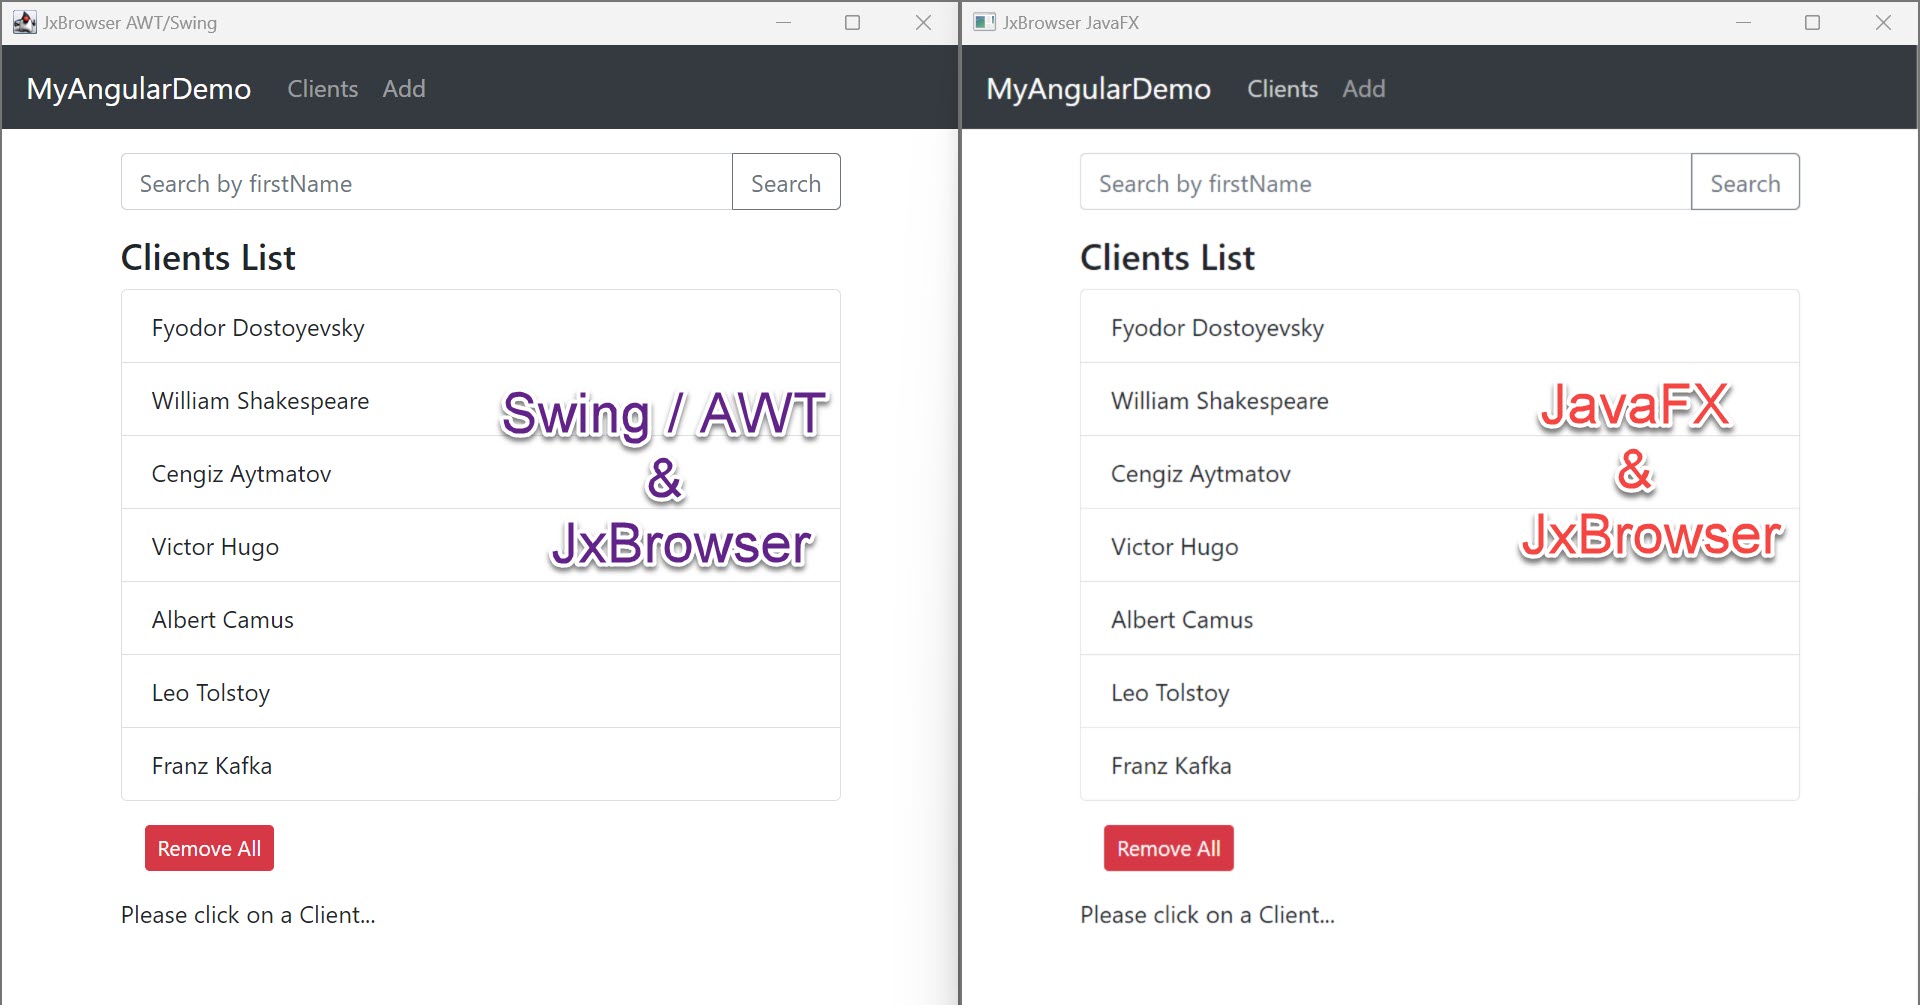 JxBrowser AWT/Swing
MyAngularDemo Clients Add
Search by firstName Search
Clients List
Fyodor Dostoyevsky
William Shakespeare
Cengiz Aytmatov
Victor Hugo
Albert Camus
Leo Tolstoy
Franz Kafka
Swing / AWT
&
JxBrowser
Remove All
Please click on a Client...
JxBrowser JavaFX
MyAngularDemo Clients Add
Search by firstName Search
Clients List
Fyodor Dostoyevsky
William Shakespeare
Cengiz Aytmatov
Victor Hugo
Albert Camus
Leo Tolstoy
Franz Kafka
JavaFX
&
JxBrowser
Remove All
Please click on a Client...